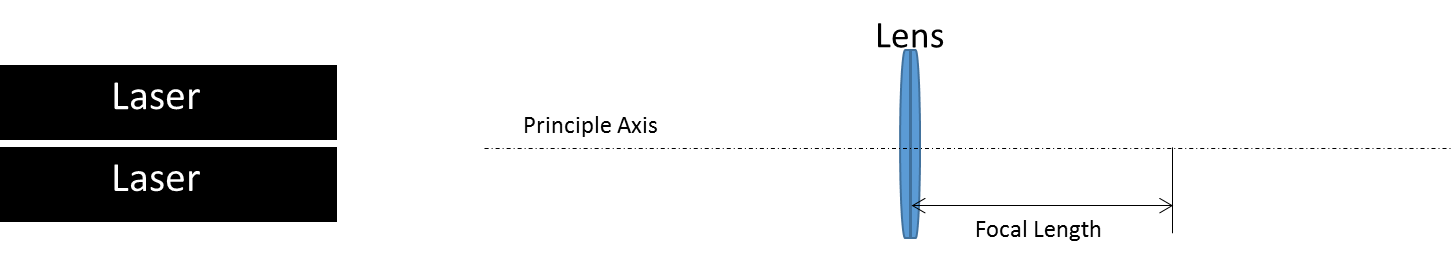 Lens
Laser
Principle Axis
Laser
Focal Length